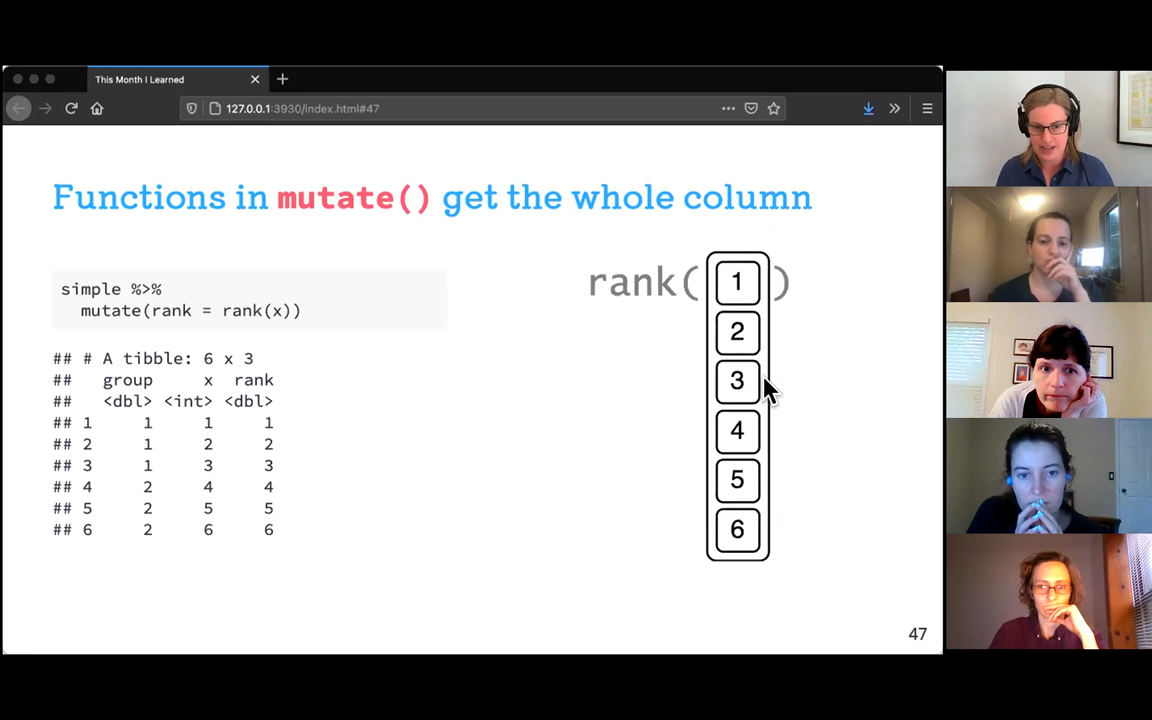 This Month I Learned
127.0.0.1:3930/index.html#47
Functions in mutate() get the whole column
simple %>%
mutate(rank = rank(x))
## # A tibble: 6 x 3
## group x rank
## <dbl> <int> <dbl>
## 1 1 1 1
## 2 1 2 2
## 3 1 3 3
## 4 2 4 4
## 5 2 5 5
## 6 2 6 6
rank( 1 )
2
3
4
5
6
47